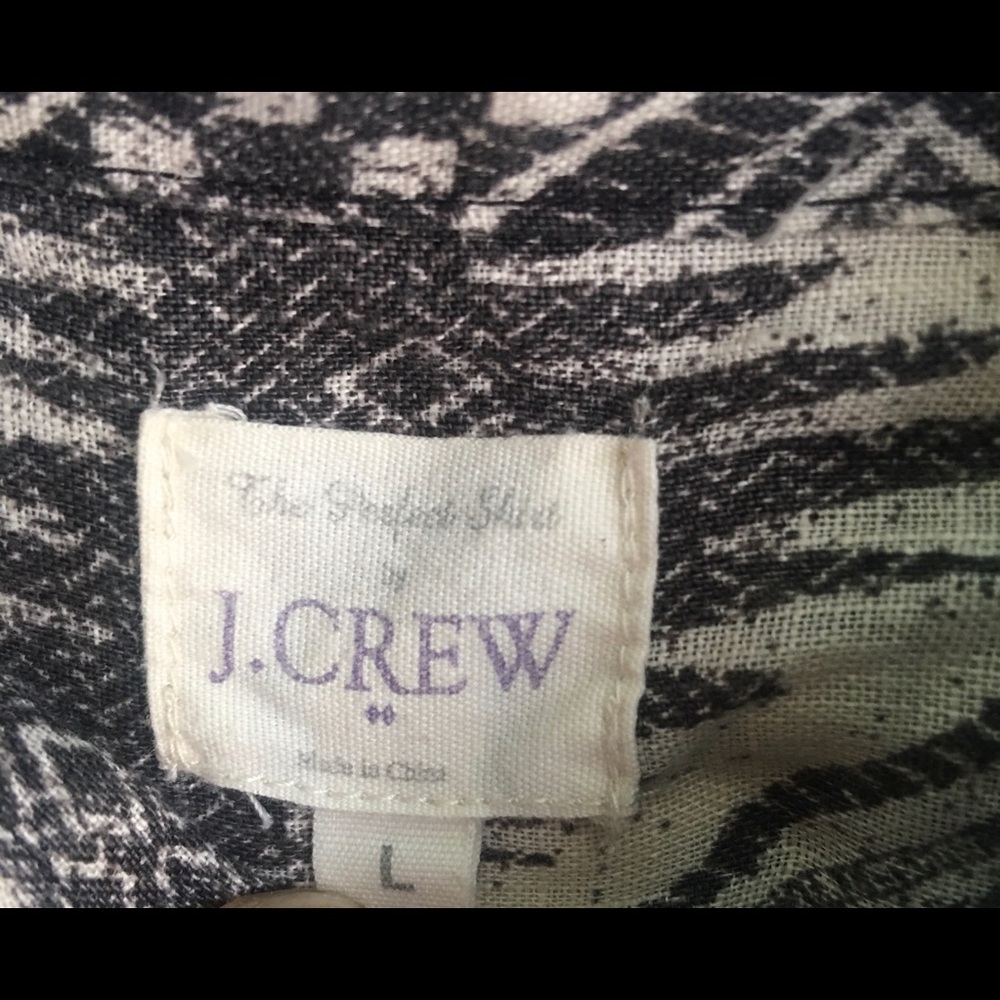 The Perfect Shirt
by
J.CREW
Made in China
L